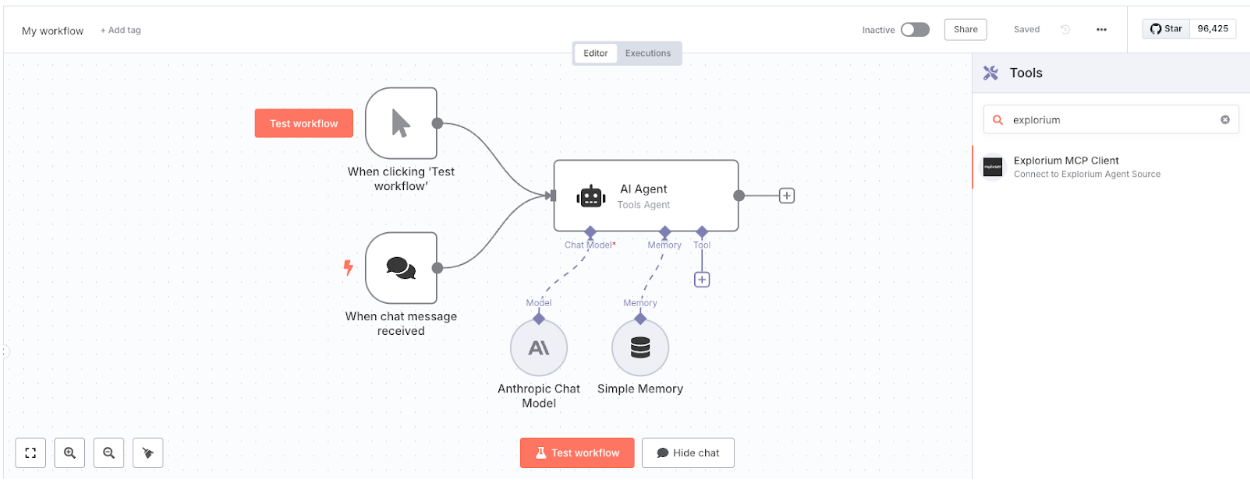 My workflow
+ Add tag
Inactive
Share
Saved
Star
96,425
Editor
Executions
Tools
explorium
Explorium MCP Client
Connect to Explorium Agent Source
Test workflow
When clicking ‘Test
workflow’
AI Agent
Tools Agent
Chat Model*
Memory
Tool
When chat message
received
Model
Memory
Anthropic Chat
Model
Simple Memory
Test workflow
Hide chat